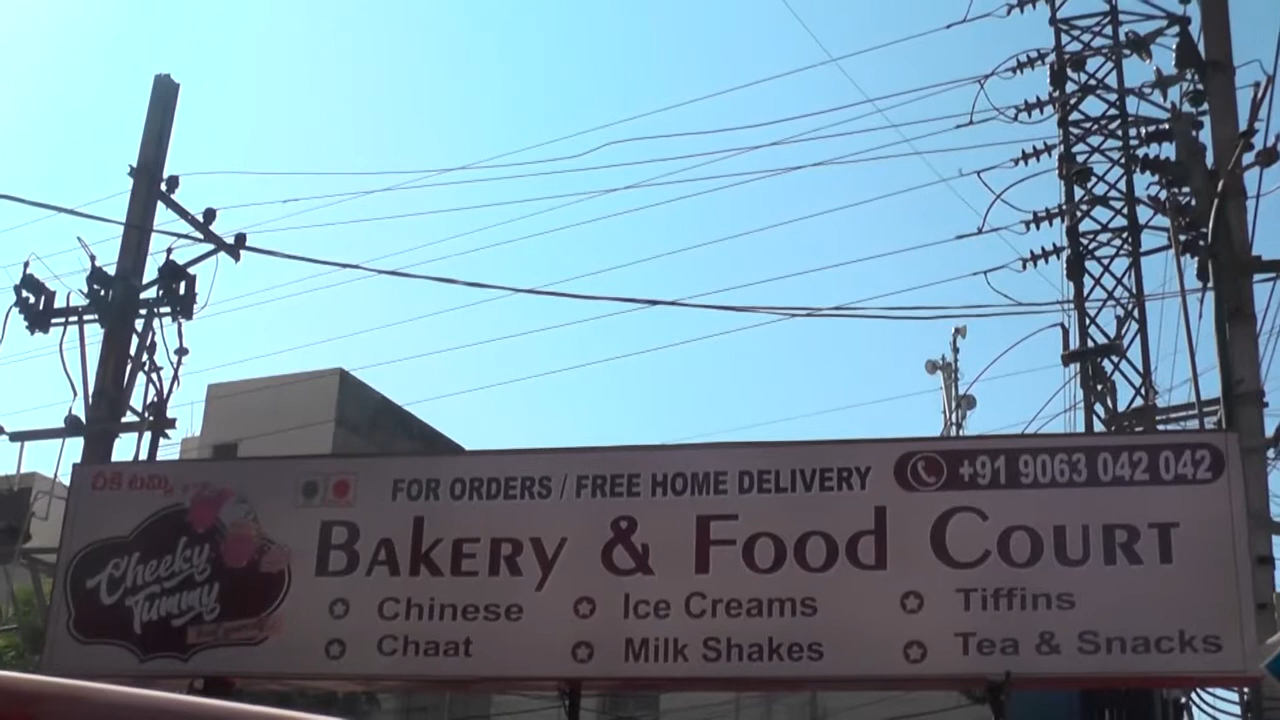 చీకీ టమ్మి
Cheeky
Tummy
FOR ORDERS / FREE HOME DELIVERY
+91 9063 042 042
BAKERY & FOOD COURT
Chinese
Ice Creams
Tiffins
Chaat
Milk Shakes
Tea & Snacks